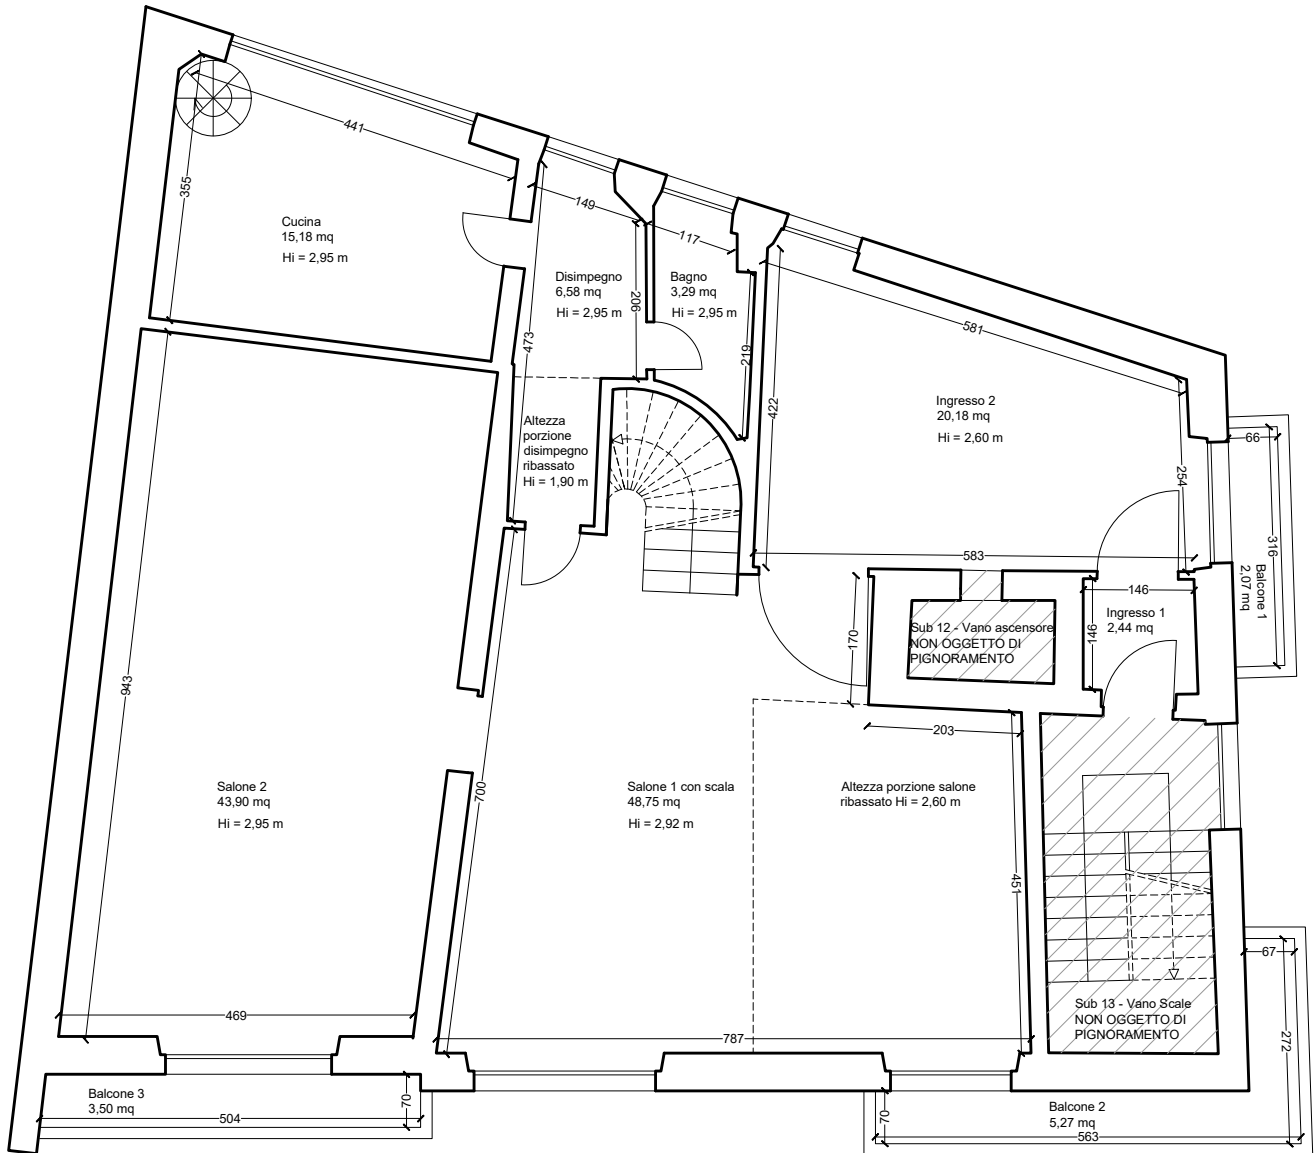 441
355
Cucina
15,18 mq
Hi = 2,95 m
149
117
Disimpegno
6,58 mq
Hi = 2,95 m
206
Bagno
3,29 mq
Hi = 2,95 m
473
219
581
422
Ingresso 2
20,18 mq
Hi = 2,60 m
254
66
316
Balcone 1
2,07 mq
Altezza
porzione
disimpegno
ribassato
Hi = 1,90 m
583
146
146
Ingresso 1
2,44 mq
Sub 12 - Vano ascensore
NON OGGETTO DI
PIGNORAMENTO
170
203
943
Salone 2
43,90 mq
Hi = 2,95 m
700
Salone 1 con scala
48,75 mq
Hi = 2,92 m
Altezza porzione salone
ribassato Hi = 2,60 m
451
67
272
Sub 13 - Vano Scale
NON OGGETTO DI
PIGNORAMENTO
469
787
Balcone 3
3,50 mq
504
70
70
Balcone 2
5,27 mq
563